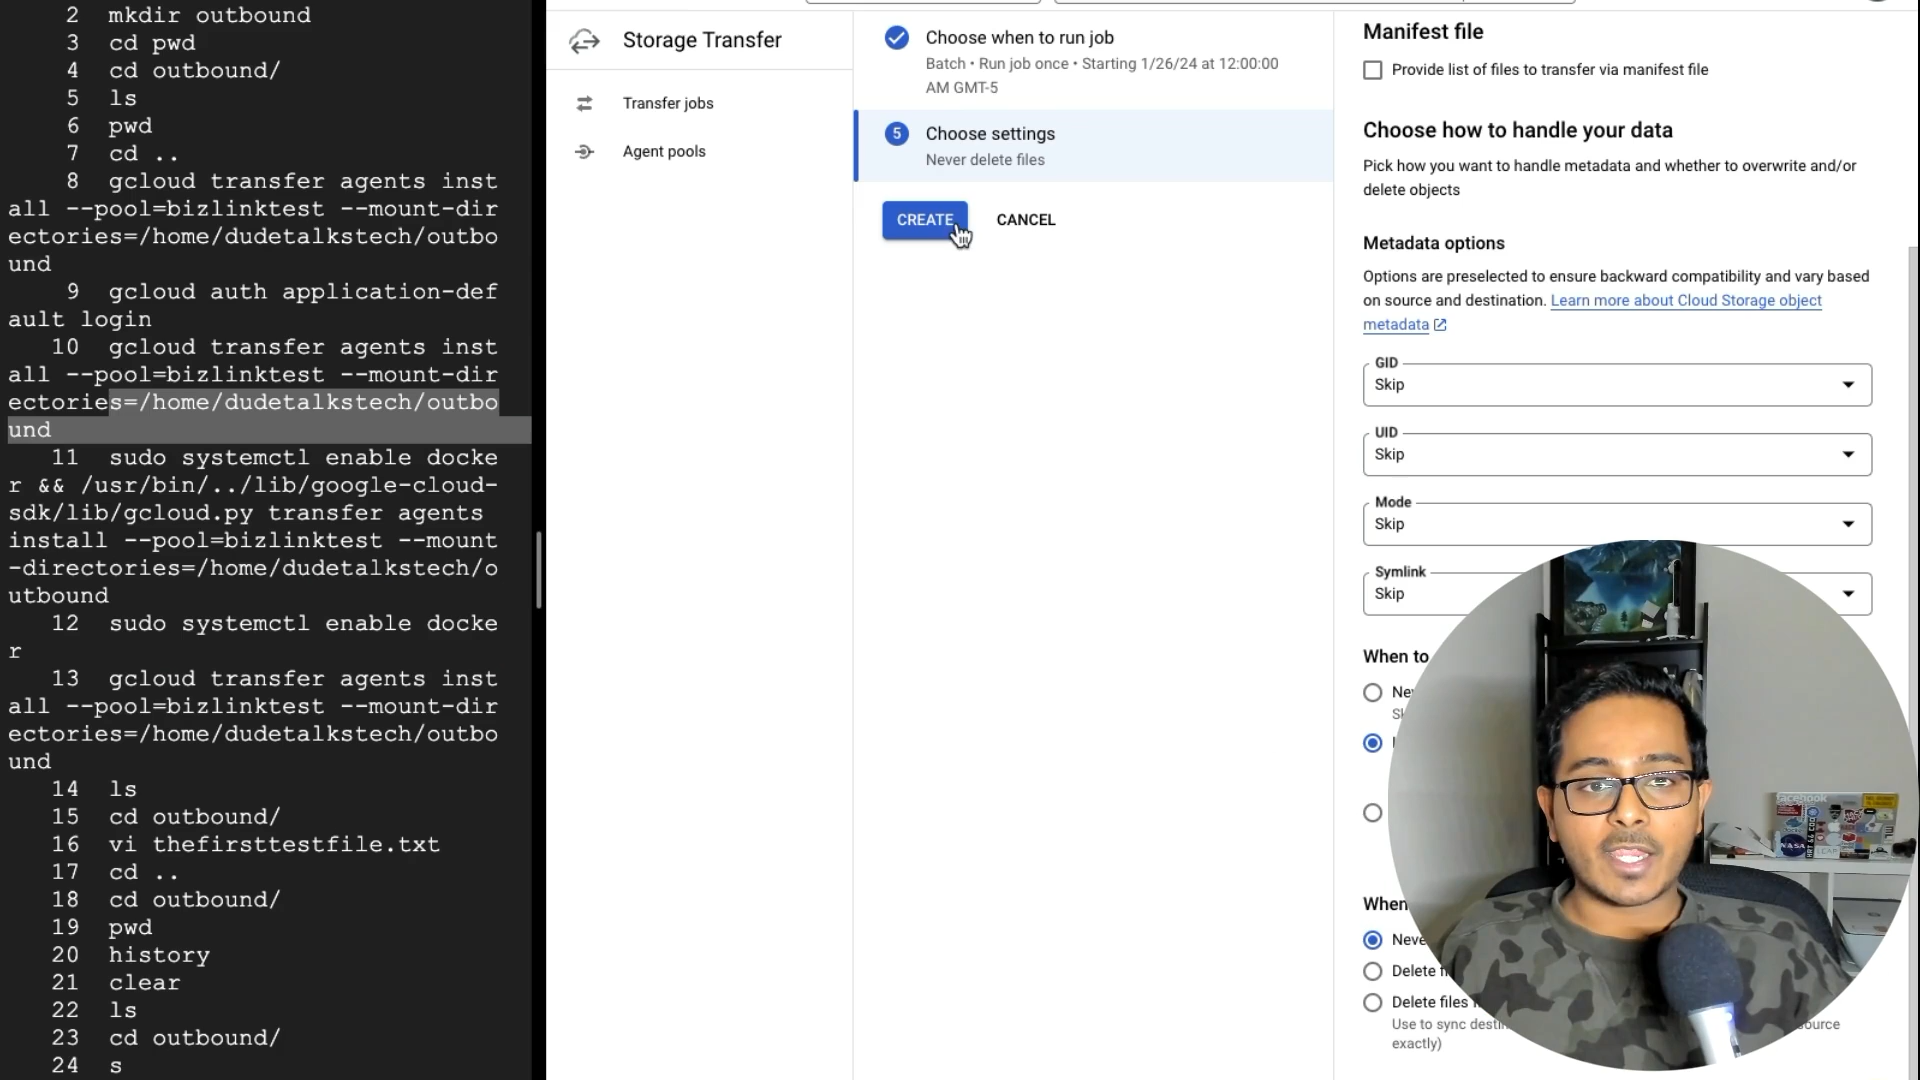 2 mkdir outbound
3 cd pwd
4 cd outbound/
5 ls
6 pwd
7 cd ..
8 gcloud transfer agents inst
all --pool=bizlinktest --mount-dir
ectories=/home/dudetalkstech/outbo
und
9 gcloud auth application-def
ault login
10 gcloud transfer agents inst
all --pool=bizlinktest --mount-dir
ectories=/home/dudetalkstech/outbo
und
11 sudo systemctl enable docke
r && /usr/bin/../lib/google-cloud-
sdk/lib/gcloud.py transfer agents
install --pool=bizlinktest --mount
-directories=/home/dudetalkstech/o
utbound
12 sudo systemctl enable docke
r
13 gcloud transfer agents inst
all --pool=bizlinktest --mount-dir
ectories=/home/dudetalkstech/outbo
und
14 ls
15 cd outbound/
16 vi thefirsttestfile.txt
17 cd ..
18 cd outbound/
19 pwd
20 history
21 clear
22 ls
23 cd outbound/
24 s
Storage Transfer
Transfer jobs
Agent pools
Choose when to run job
Batch • Run job once • Starting 1/26/24 at 12:00:00
AM GMT-5
5 Choose settings
Never delete files
CREATE CANCEL
Manifest file
Provide list of files to transfer via manifest file
Choose how to handle your data
Pick how you want to handle metadata and whether to overwrite and/or
delete objects
Metadata options
Options are preselected to ensure backward compatibility and vary based
on source and destination. Learn more about Cloud Storage object
metadata
GID
Skip
UID
Skip
Mode
Skip
Symlink
Skip
When to
When
Delete
Delete files
Use to sync
exactly)
facebook
NASA